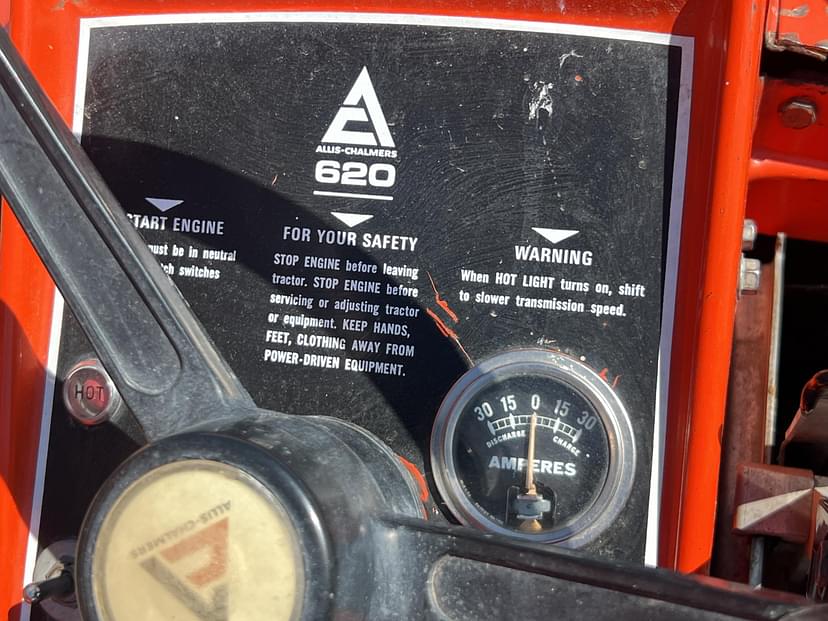 ALLIS-CHALMERS
620
START ENGINE
must be in neutral
switches
FOR YOUR SAFETY
STOP ENGINE before leaving
tractor. STOP ENGINE before
servicing or adjusting tractor
or equipment. KEEP HANDS,
FEET, CLOTHING AWAY FROM
POWER-DRIVEN EQUIPMENT.
WARNING
When HOT LIGHT turns on, shift
to slower transmission speed.
HOT
30 15 0 15 30
DISCHARGE CHARGE
AMPERES
ALLIS-CHALMERS